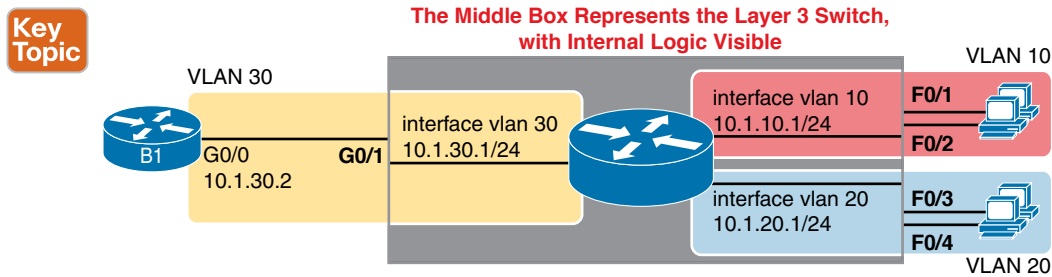 Key
Topic
The Middle Box Represents the Layer 3 Switch,
with Internal Logic Visible
VLAN 30
B1
G0/0
10.1.30.2
G0/1
interface vlan 30
10.1.30.1/24
interface vlan 10
10.1.10.1/24
VLAN 10
F0/1
F0/2
interface vlan 20
10.1.20.1/24
F0/3
F0/4
VLAN 20